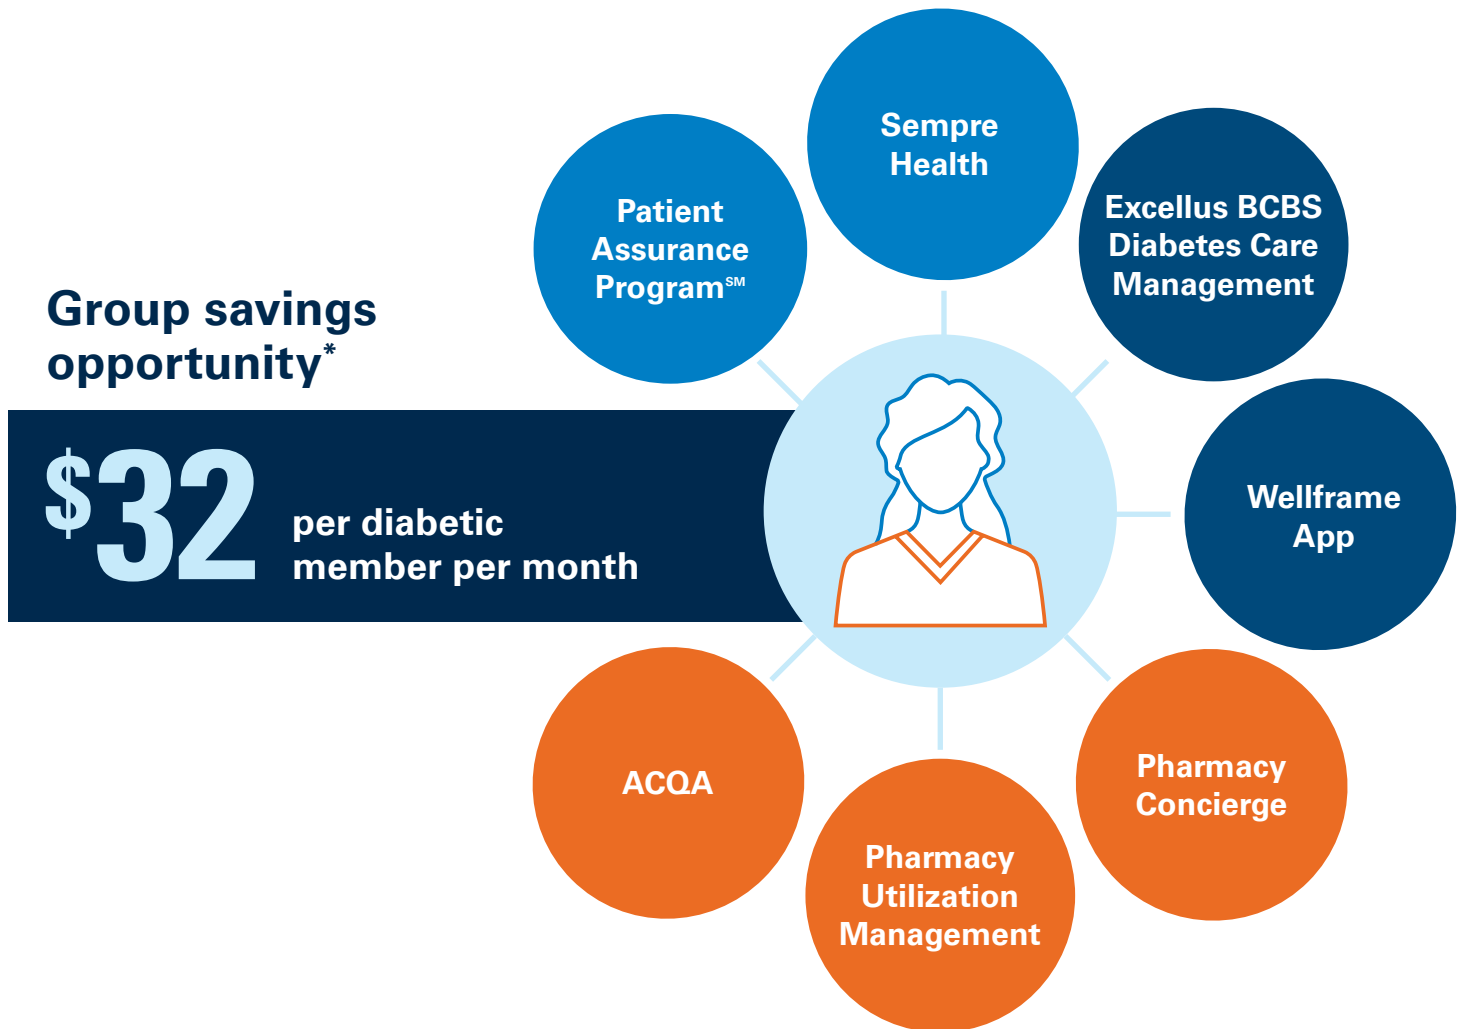 Group savings
opportunity*
$32
per diabetic
member per month
Patient
Assurance
Program℠
Sempre
Health
Excellus BCBS
Diabetes Care
Management
Wellframe
App
Pharmacy
Concierge
Pharmacy
Utilization
Management
ACQA